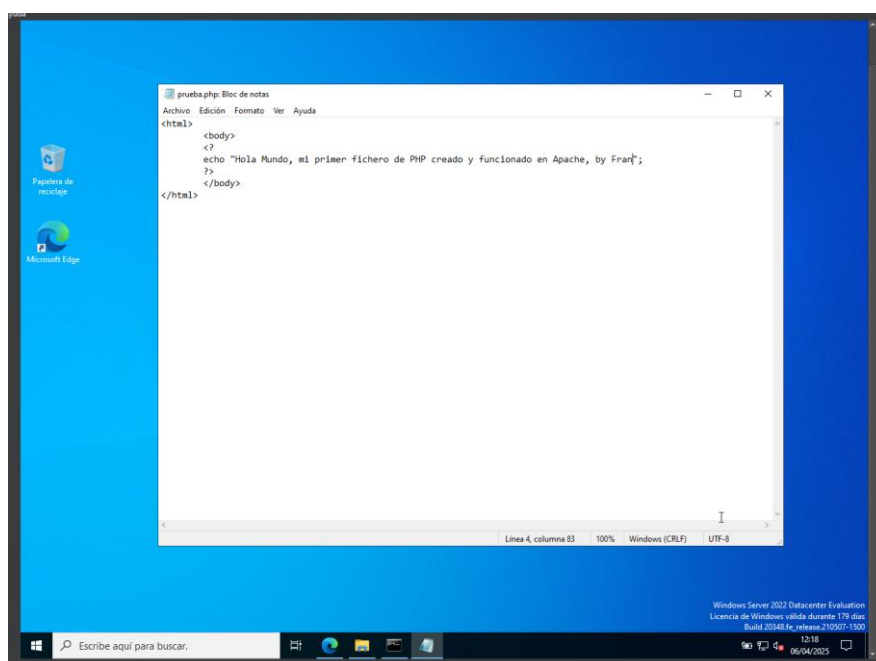 yuda
prueba.php: Bloc de notas
Archivo Edición Formato Ver Ayuda
<html>
<body>
<?
echo "Hola Mundo, mi primer fichero de PHP creado y funcionado en Apache, by Fran";
?>
</body>
</html>
Papelera de
reciclaje
Microsoft Edge
Línea 4, columna 83 100% Windows (CRLF) UTF-8
Windows Server 2022 Datacenter Evaluation
Licencia de Windows válida durante 179 días
Build 20348.fe_release.210507-1500
Escribe aquí para buscar.
12:18
06/04/2025